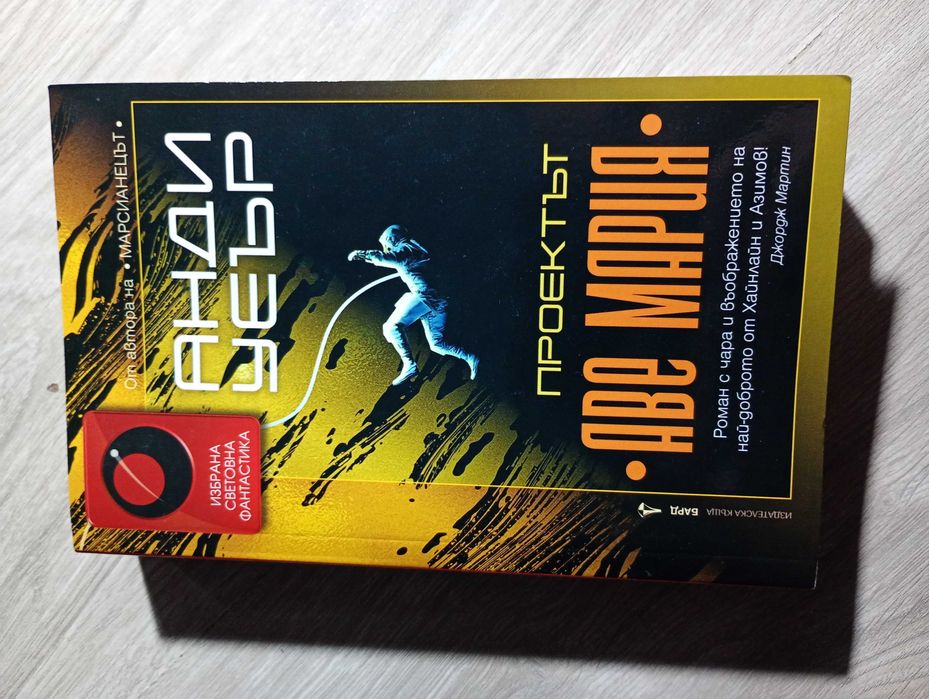 От автора на • МАРСИАНЕЦЪТ •
АНДИ
УЕЪР
ИЗБРАНА
СВЕТОВНА
ФАНТАСТИКА
ПРОЕКТЪТ
• АВЕ МАРИЯ •
Роман с чара и въображението на
най-доброто от Хайнлайн и Азимов!
Джордж Мартин
ИЗДАТЕЛСКА КЪЩА БАРД